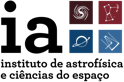 ia
instituto de astrofísica
e ciências do espaço